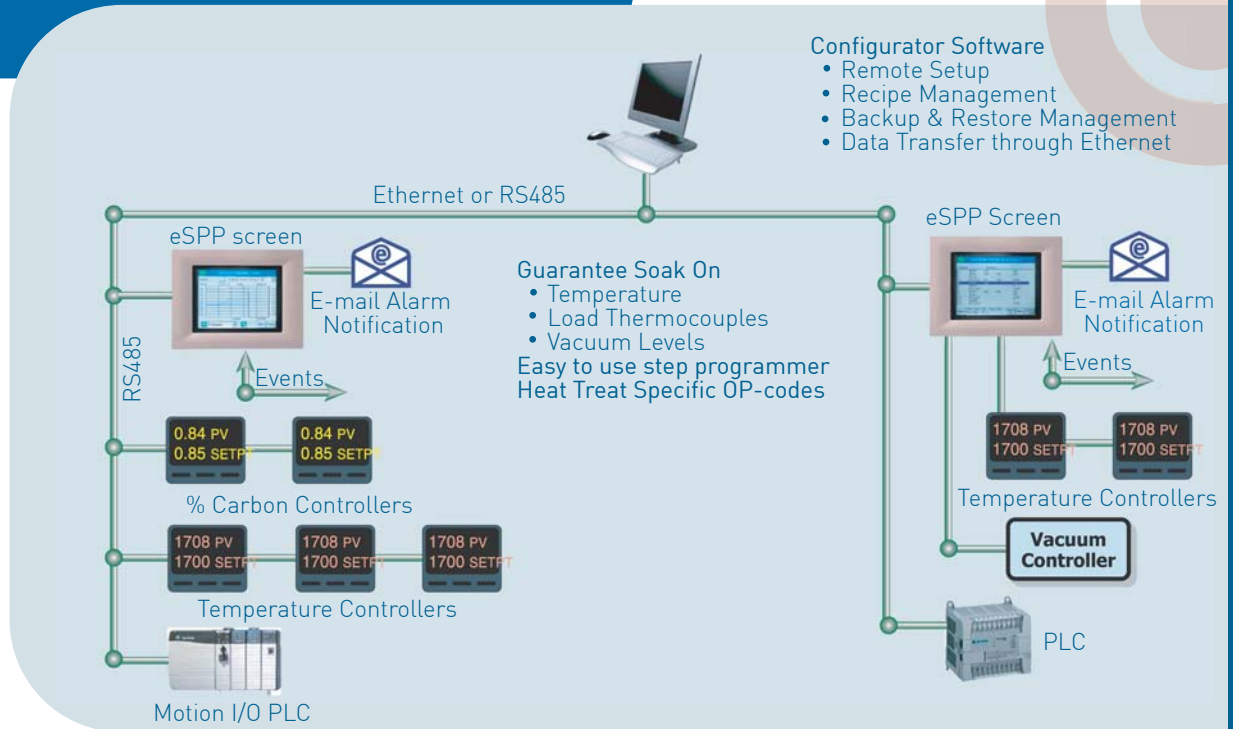 Configurator Software
• Remote Setup
• Recipe Management
• Backup & Restore Management
• Data Transfer through Ethernet
Ethernet or RS485
eSPP screen
E-mail Alarm
Notification
Events
RS485
0.84 PV
0.85 SETPT
0.84 PV
0.85 SETPT
% Carbon Controllers
1708 PV
1700 SETPT
1708 PV
1700 SETPT
1708 PV
1700 SETPT
Temperature Controllers
Motion I/O PLC
Guarantee Soak On
• Temperature
• Load Thermocouples
• Vacuum Levels
Easy to use step programmer
Heat Treat Specific OP-codes
eSPP Screen
E-mail Alarm
Notification
Events
1708 PV
1700 SETPT
1708 PV
1700 SETPT
Temperature Controllers
Vacuum
Controller
PLC